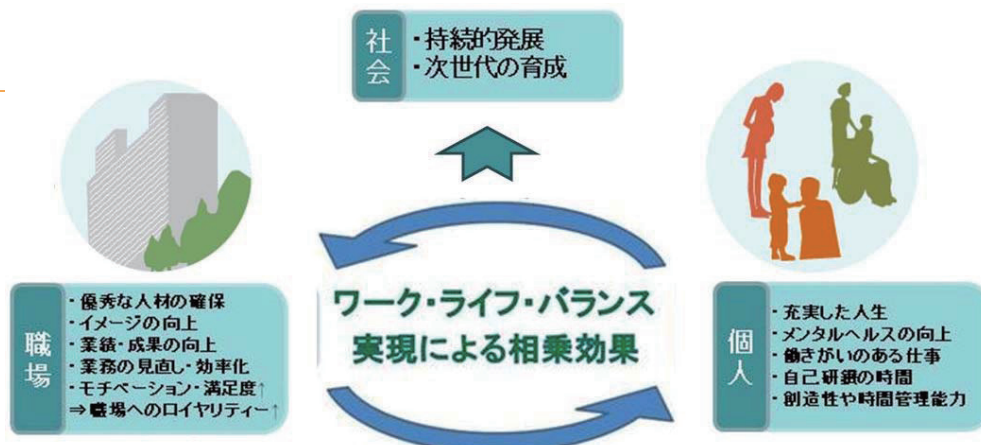 社会
・持続的発展
・次世代の育成
職場
・優秀な人材の確保
・イメージの向上
・業績・成果の向上
・業務の見直し・効率化
・モチベーション・満足度↑
⇒職場へのロイヤリティー↑
ワーク・ライフ・バランス
実現による相乗効果
個人
・充実した人生
・メンタルヘルスの向上
・働きがいのある仕事
・自己研鑽の時間
・創造性や時間管理能力